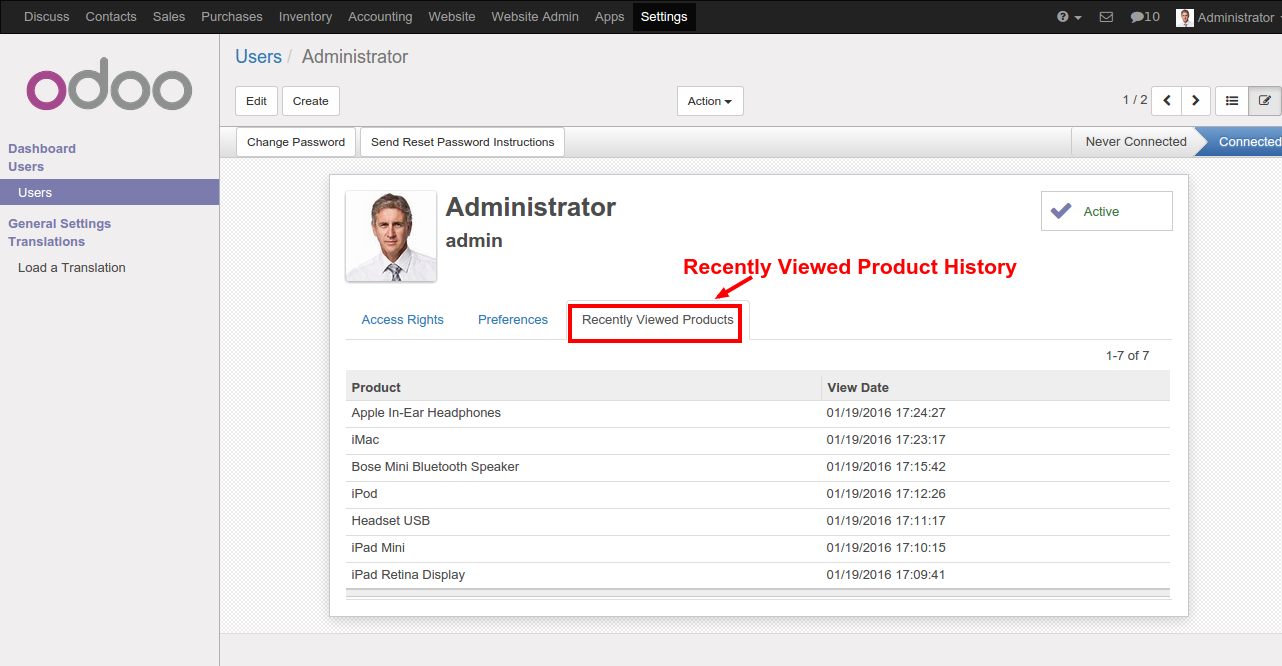 Discuss Contacts Sales Purchases Inventory Accounting Website Website Admin Apps Settings 10 Administrator
odoo
Users / Administrator
Edit Create Action 1 / 2
Change Password Send Reset Password Instructions Never Connected Connected
Dashboard
Users
Users
General Settings
Translations
Load a Translation
Administrator
admin
Active
Recently Viewed Product History
Access Rights Preferences Recently Viewed Products
1-7 of 7
Product View Date
Apple In-Ear Headphones 01/19/2016 17:24:27
iMac 01/19/2016 17:23:17
Bose Mini Bluetooth Speaker 01/19/2016 17:15:42
iPod 01/19/2016 17:12:26
Headset USB 01/19/2016 17:11:17
iPad Mini 01/19/2016 17:10:15
iPad Retina Display 01/19/2016 17:09:41